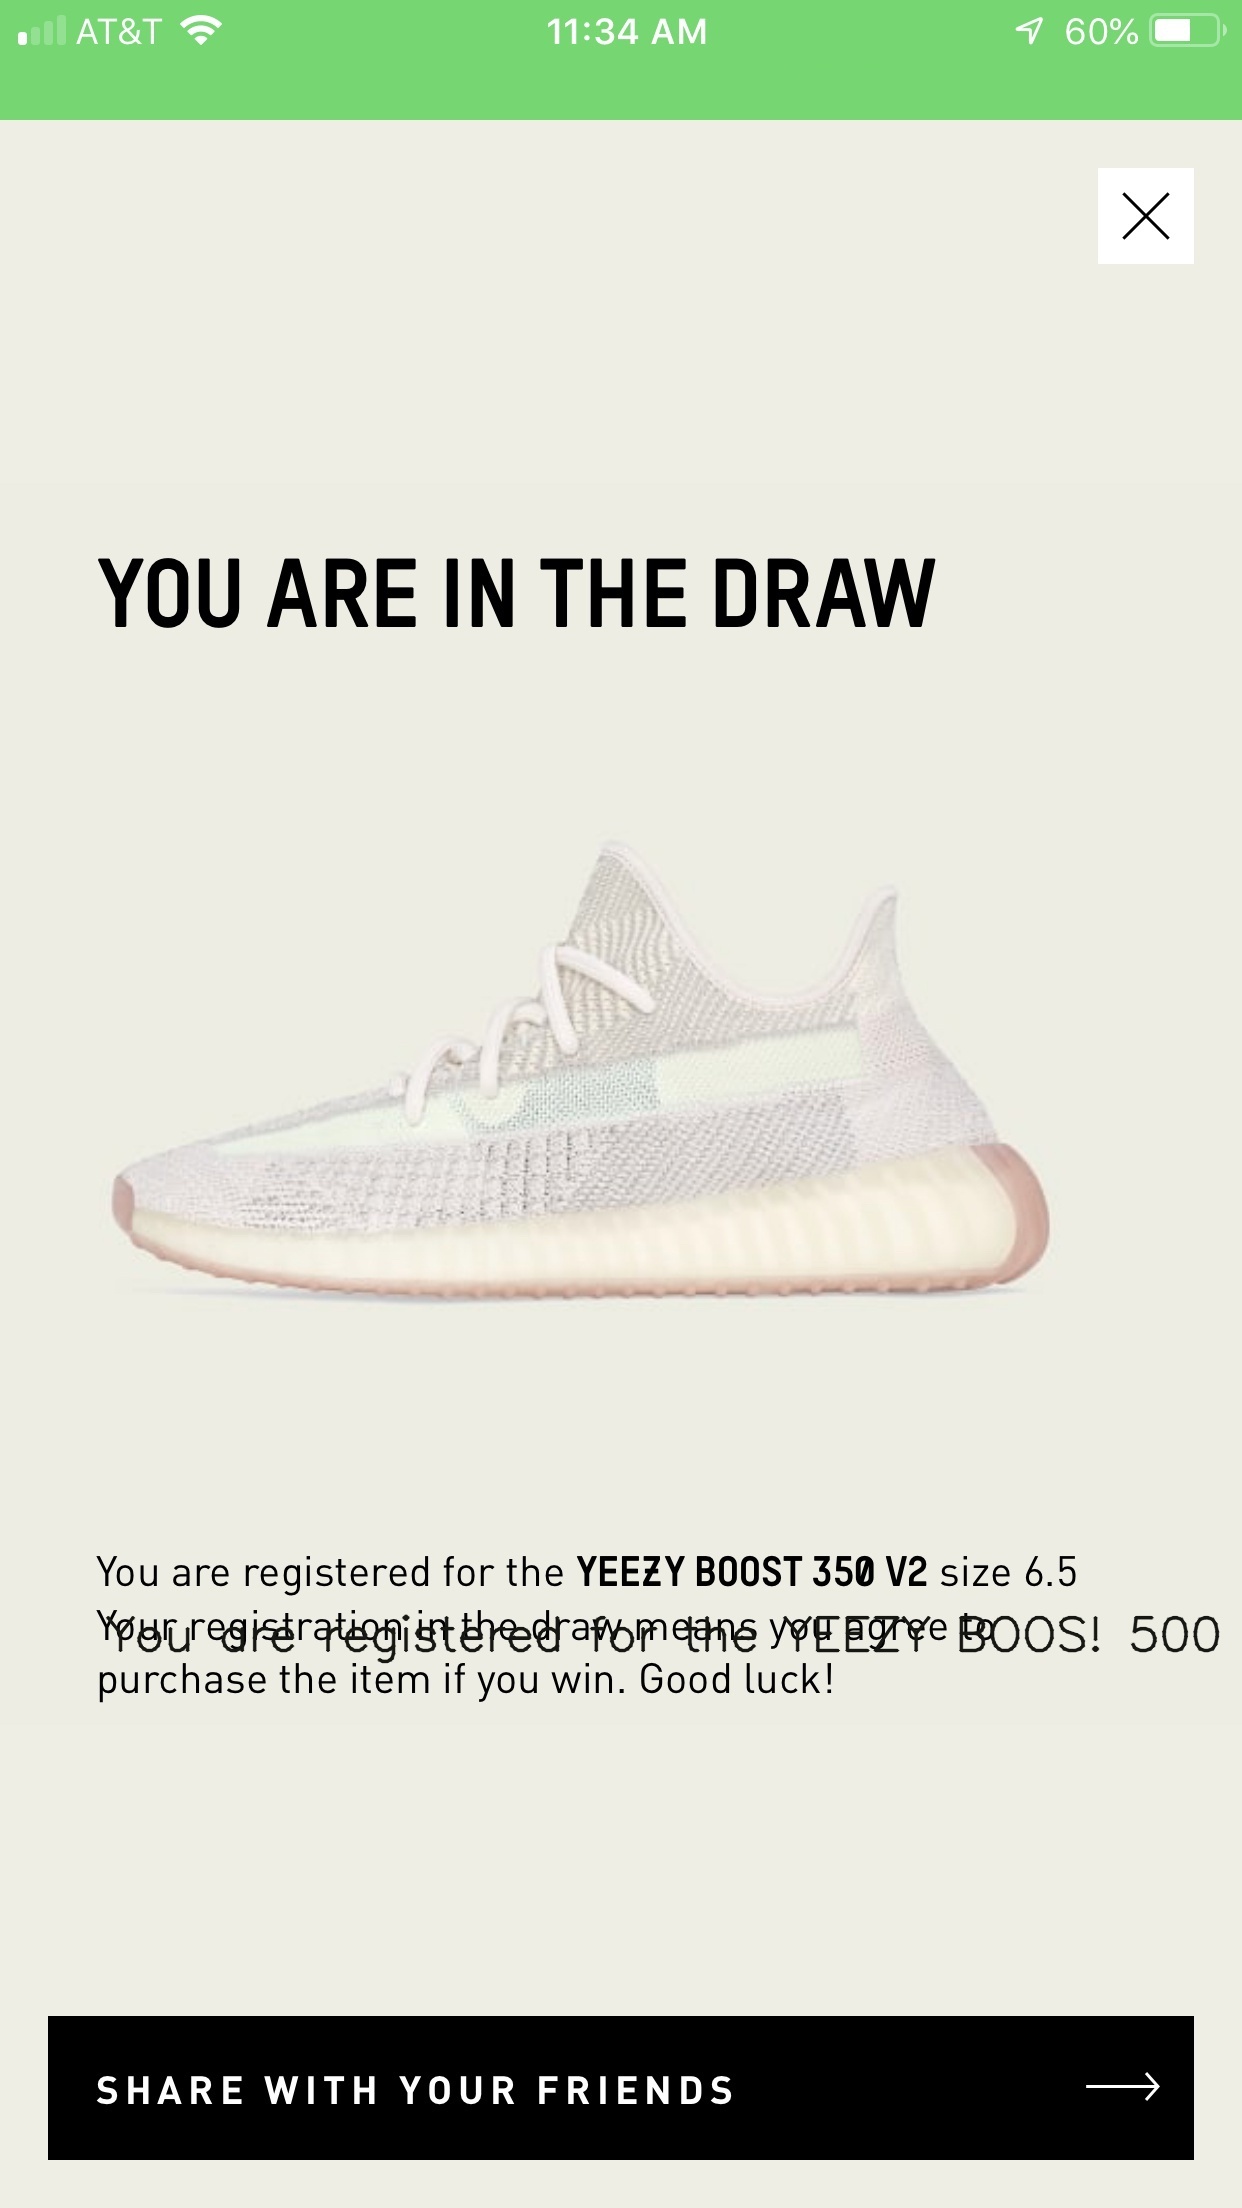 AT&T 11:34 AM 60%
YOU ARE IN THE DRAW
You are registered for the YEEZY BOOST 350 V2 size 6.5
Your registration in the draw means you agree to
You are registered for the YEEZY BOOS! 500
purchase the item if you win. Good luck!
SHARE WITH YOUR FRIENDS